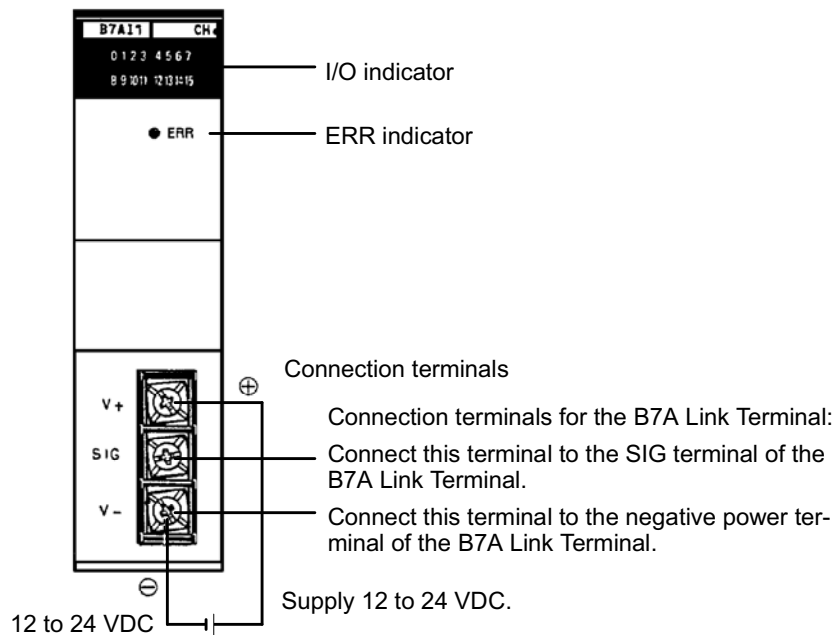 B7AI1 CH
0 1 2 3 4 5 6 7
8 9 10 11 12 13 14 15
I/O indicator
ERR
ERR indicator
Connection terminals
V+
⊕
Connection terminals for the B7A Link Terminal:
SIG
Connect this terminal to the SIG terminal of the
B7A Link Terminal.
V−
Connect this terminal to the negative power ter-
minal of the B7A Link Terminal.
⊖
Supply 12 to 24 VDC.
12 to 24 VDC